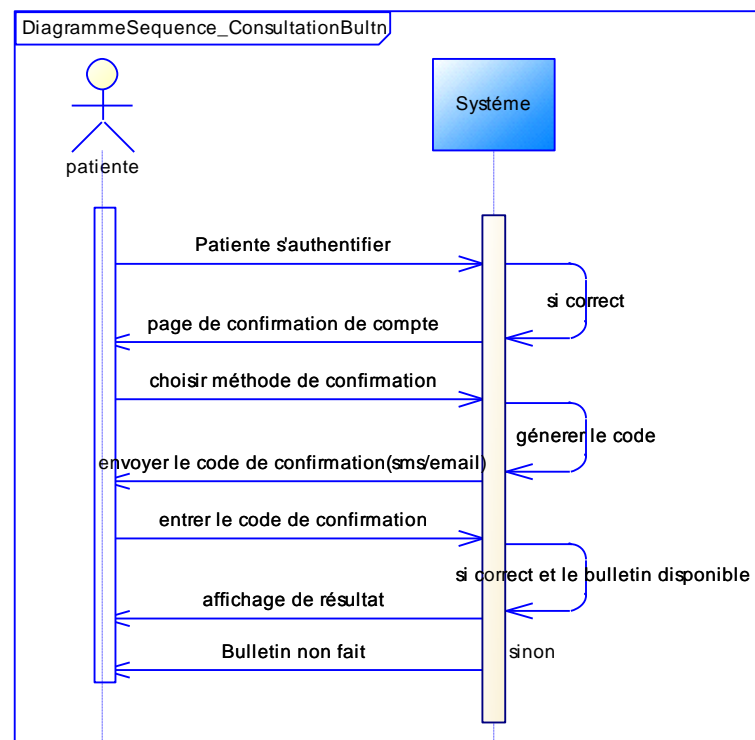 DiagrammeSequence_ConsultationBultn
Systéme
patiente
Patiente s'authentifier
si correct
page de confirmation de compte
choisir méthode de confirmation
génerer le code
envoyer le code de confirmation(sms/email)
entrer le code de confirmation
si correct et le bulletin disponible
affichage de résultat
Bulletin non fait
sinon